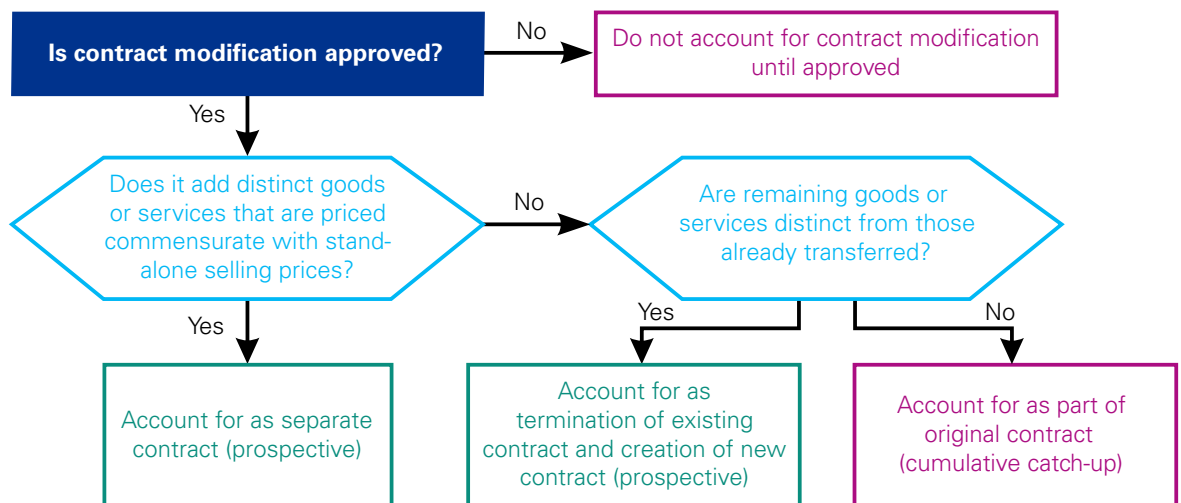 Is contract modification approved?
No
Do not account for contract modification
until approved
Yes
Does it add distinct goods
or services that are priced
commensurate with stand-
alone selling prices?
No
Are remaining goods or
services distinct from those
already transferred?
Yes
Yes
No
Account for as separate
contract (prospective)
Account for as
termination of existing
contract and creation of new
contract (prospective)
Account for as part of
original contract
(cumulative catch-up)